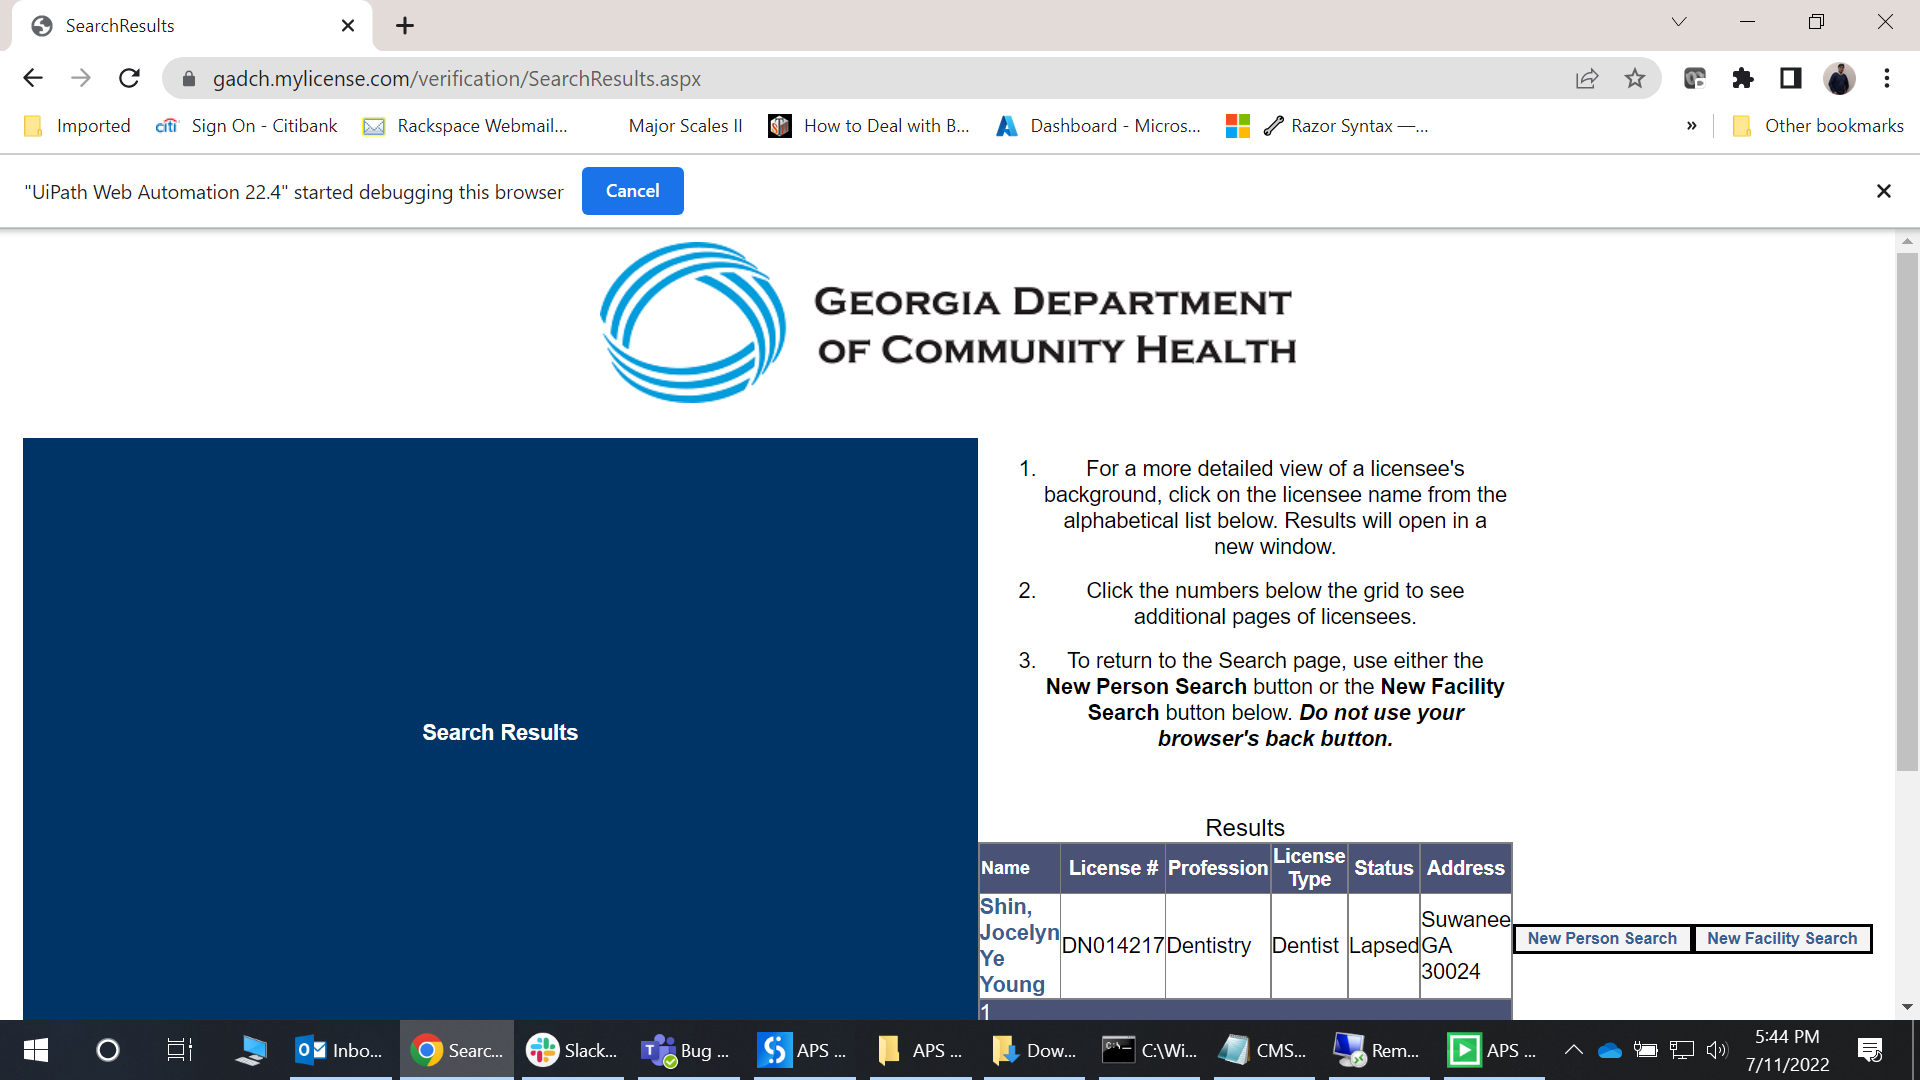 SearchResults
gadch.mylicense.com/verification/SearchResults.aspx
Imported
citi Sign On - Citibank
Rackspace Webmail...
Major Scales II
How to Deal with B...
Dashboard - Micros...
Razor Syntax —...
»
Other bookmarks
"UiPath Web Automation 22.4" started debugging this browser
Cancel
GEORGIA DEPARTMENT
OF COMMUNITY HEALTH
Search Results
1. For a more detailed view of a licensee's
background, click on the licensee name from the
alphabetical list below. Results will open in a
new window.
2. Click the numbers below the grid to see
additional pages of licensees.
3. To return to the Search page, use either the
New Person Search button or the New Facility
Search button below. Do not use your
browser's back button.
Results
Name License # Profession License Type Status Address
Shin, Jocelyn Ye Young DN014217 Dentistry Dentist Lapsed Suwanee GA 30024
1
New Person Search New Facility Search
Inbo...
Searc...
Slack...
Bug ...
APS ...
APS ...
Dow...
C:\Wi...
CMS...
Rem...
APS ...
5:44 PM
7/11/2022